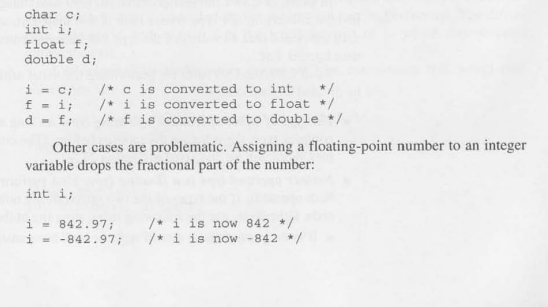 char c;
int i;
float f;
double d;
i = c;    /* c is converted to int    */
f = i;    /* i is converted to float  */
d = f;    /* f is converted to double */
Other cases are problematic. Assigning a floating-point number to an integer
variable drops the fractional part of the number:
int i;
i = 842.97;    /* i is now 842 */
i = -842.97;   /* i is now -842 */